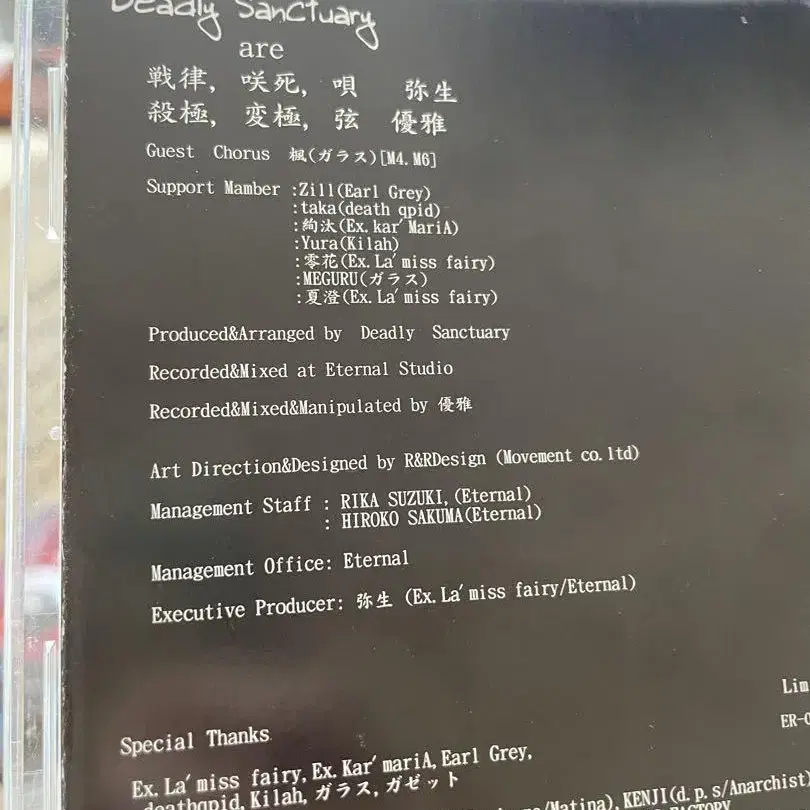 Deadly Sanctuary
are
戦律, 咲死, 唄 弥生
殺極, 変極, 弦 優雅
Guest Chorus 楓(ガラス)[M4.M6]
Support Mamber :Zill(Earl Grey)
:taka(death qpid)
:絢汰(Ex.kar'MariA)
:Yura(Kilah)
:零花(Ex.La'miss fairy)
:MEGURU(ガラス)
:夏澄(Ex.La'miss fairy)
Produced&Arranged by Deadly Sanctuary
Recorded&Mixed at Eternal Studio
Recorded&Mixed&Manipulated by 優雅
Art Direction&Designed by R&RDesign (Movement co.ltd)
Management Staff : RIKA SUZUKI,(Eternal)
: HIROKO SAKUMA(Eternal)
Management Office: Eternal
Executive Producer: 弥生 (Ex.La'miss fairy/Eternal)
Lim
ER-
Special Thanks
Ex.La'miss fairy,Ex.Kar'mariA,Earl Grey,
deathqpid,Kilah,ガラス,ガゼット
/Matina),KENJI(d.p.s/Anarchist)
FACTORY